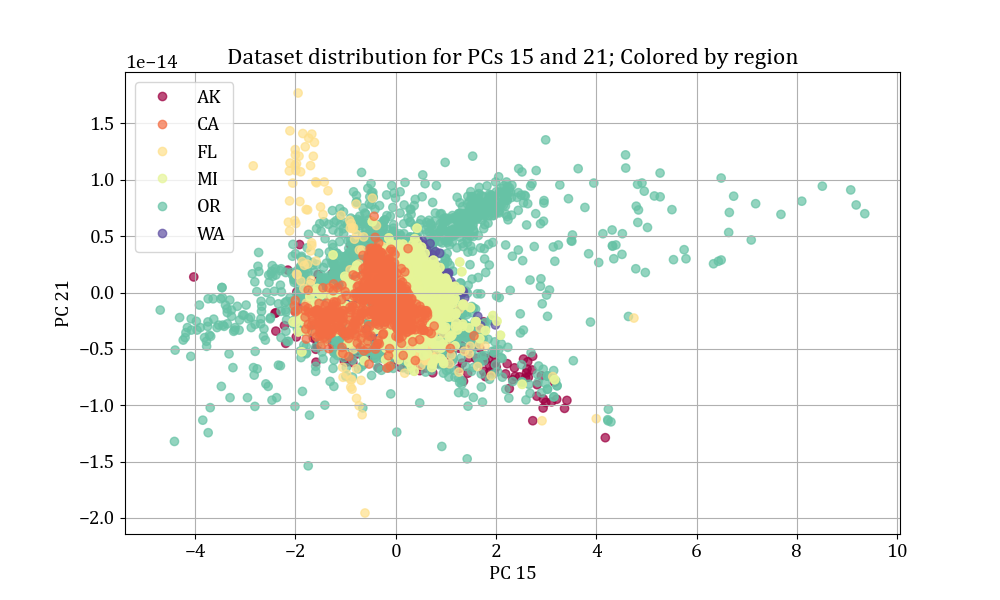 Dataset distribution for PCs 15 and 21; Colored by region
1e−14
AK
CA
FL
MI
OR
WA
1.5
1.0
0.5
0.0
−0.5
−1.0
−1.5
−2.0
PC 21
−4
−2
0
2
4
6
8
10
PC 15